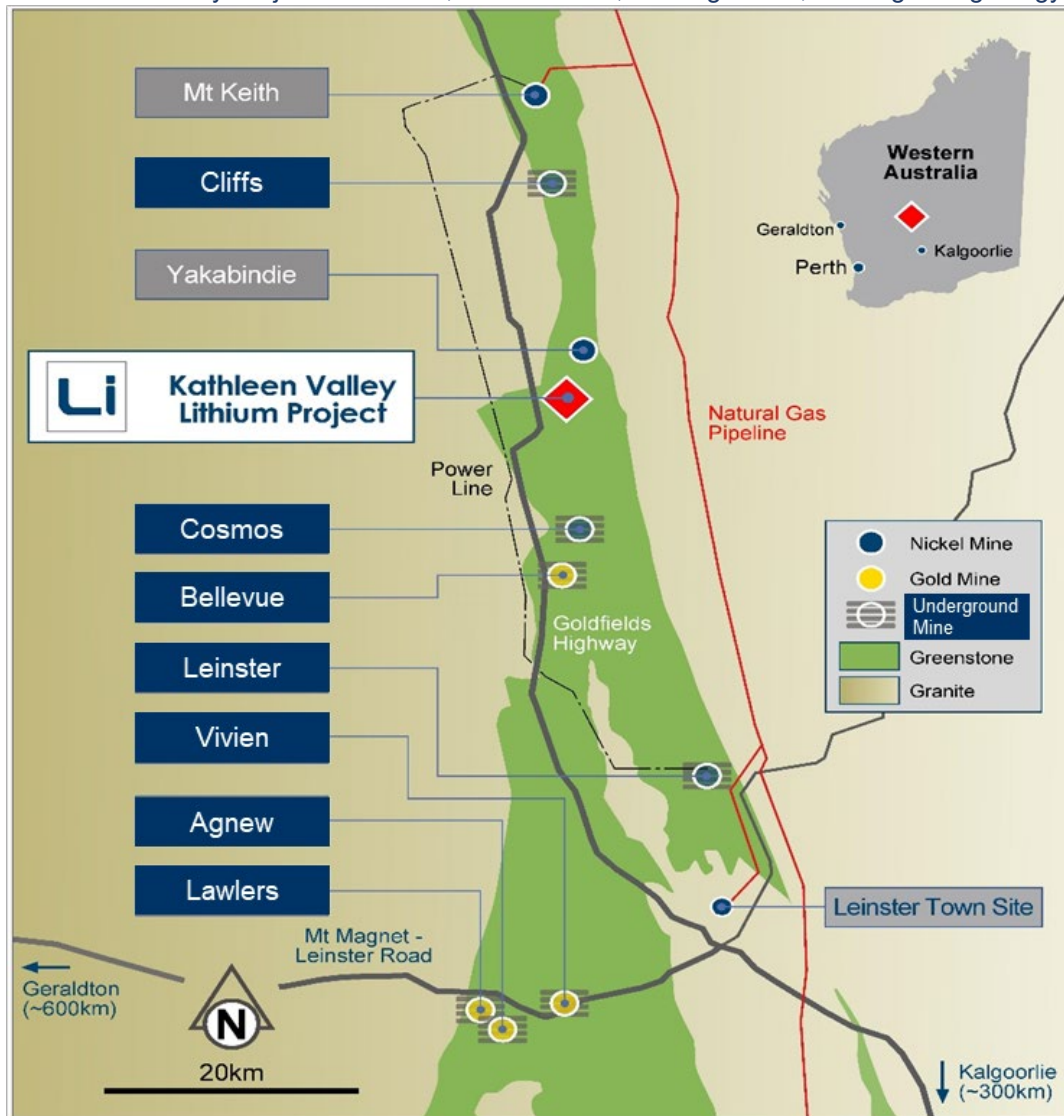 Mt Keith
Cliffs
Yakabindie
Li
Kathleen Valley
Lithium Project
Cosmos
Bellevue
Leinster
Vivien
Agnew
Lawlers
Power
Line
Goldfields
Highway
Natural Gas
Pipeline
Western
Australia
Geraldton
Kalgoorlie
Perth
Nickel Mine
Gold Mine
Underground
Mine
Greenstone
Granite
Leinster Town Site
Mt Magnet -
Leinster Road
Geraldton
(~600km)
N
20km
Kalgoorlie
(~300km)